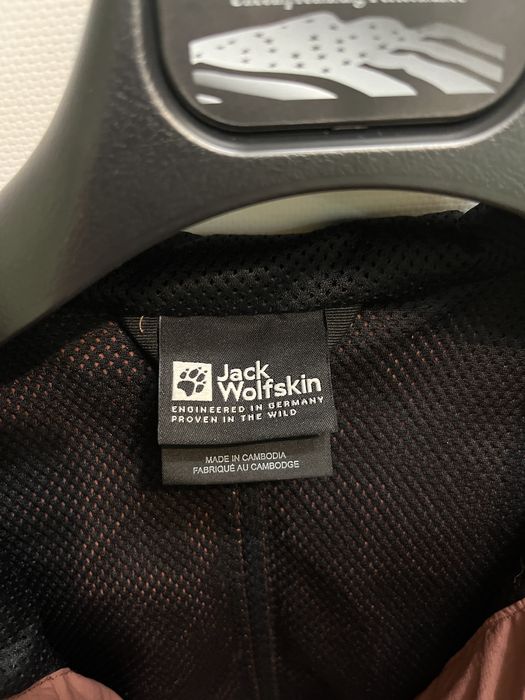 Jack
Wolfskin
ENGINEERED IN GERMANY
PROVEN IN THE WILD
MADE IN CAMBODIA
FABRIQUÉ AU CAMBODGE